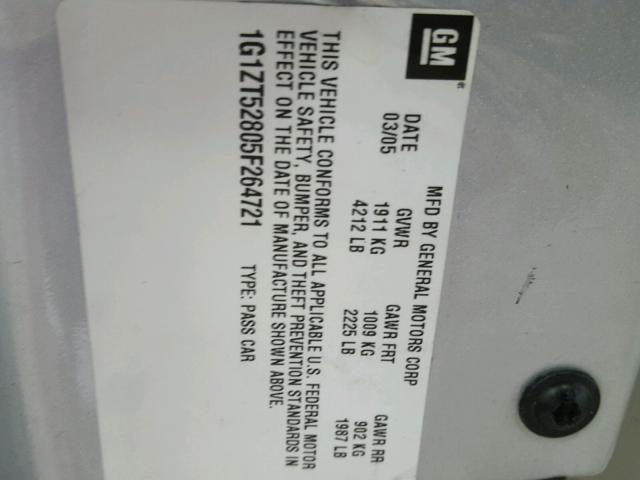 GM
MFD BY GENERAL MOTORS CORP
DATE GVWR GAWR FRT GAWR RR
03/05 1911 KG 1009 KG 902 KG
4212 LB 2225 LB 1987 LB
THIS VEHICLE CONFORMS TO ALL APPLICABLE U.S. FEDERAL MOTOR
VEHICLE SAFETY, BUMPER, AND THEFT PREVENTION STANDARDS IN
EFFECT ON THE DATE OF MANUFACTURE SHOWN ABOVE.
1G1ZT52805F264721 TYPE: PASS CAR